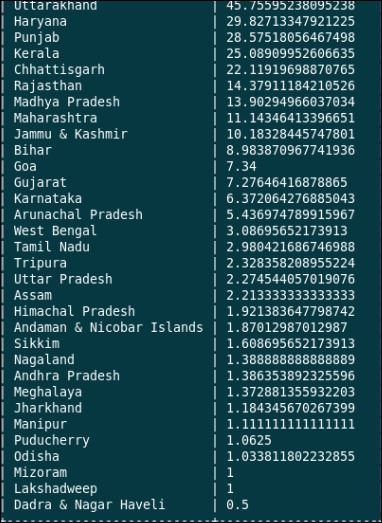 | Uttarakhand | 45.75595238095238
| Haryana | 29.82713347921225
| Punjab | 28.57518056467498
| Kerala | 25.08909952606635
| Chhattisgarh | 22.11919698870765
| Rajasthan | 14.37911184210526
| Madhya Pradesh | 13.90294966037034
| Maharashtra | 11.14346413396651
| Jammu & Kashmir | 10.18328445747801
| Bihar | 8.983870967741936
| Goa | 7.34
| Gujarat | 7.27646416878865
| Karnataka | 6.372064276885043
| Arunachal Pradesh | 5.436974789915967
| West Bengal | 3.08695652173913
| Tamil Nadu | 2.980421686746988
| Tripura | 2.328358208955224
| Uttar Pradesh | 2.274544057019076
| Assam | 2.213333333333333
| Himachal Pradesh | 1.921383647798742
| Andaman & Nicobar Islands | 1.87012987012987
| Sikkim | 1.608695652173913
| Nagaland | 1.388888888888889
| Andhra Pradesh | 1.386353892325596
| Meghalaya | 1.372881355932203
| Jharkhand | 1.184345670267399
| Manipur | 1.111111111111111
| Puducherry | 1.0625
| Odisha | 1.033811802232855
| Mizoram | 1
| Lakshadweep | 1
| Dadra & Nagar Haveli | 0.5